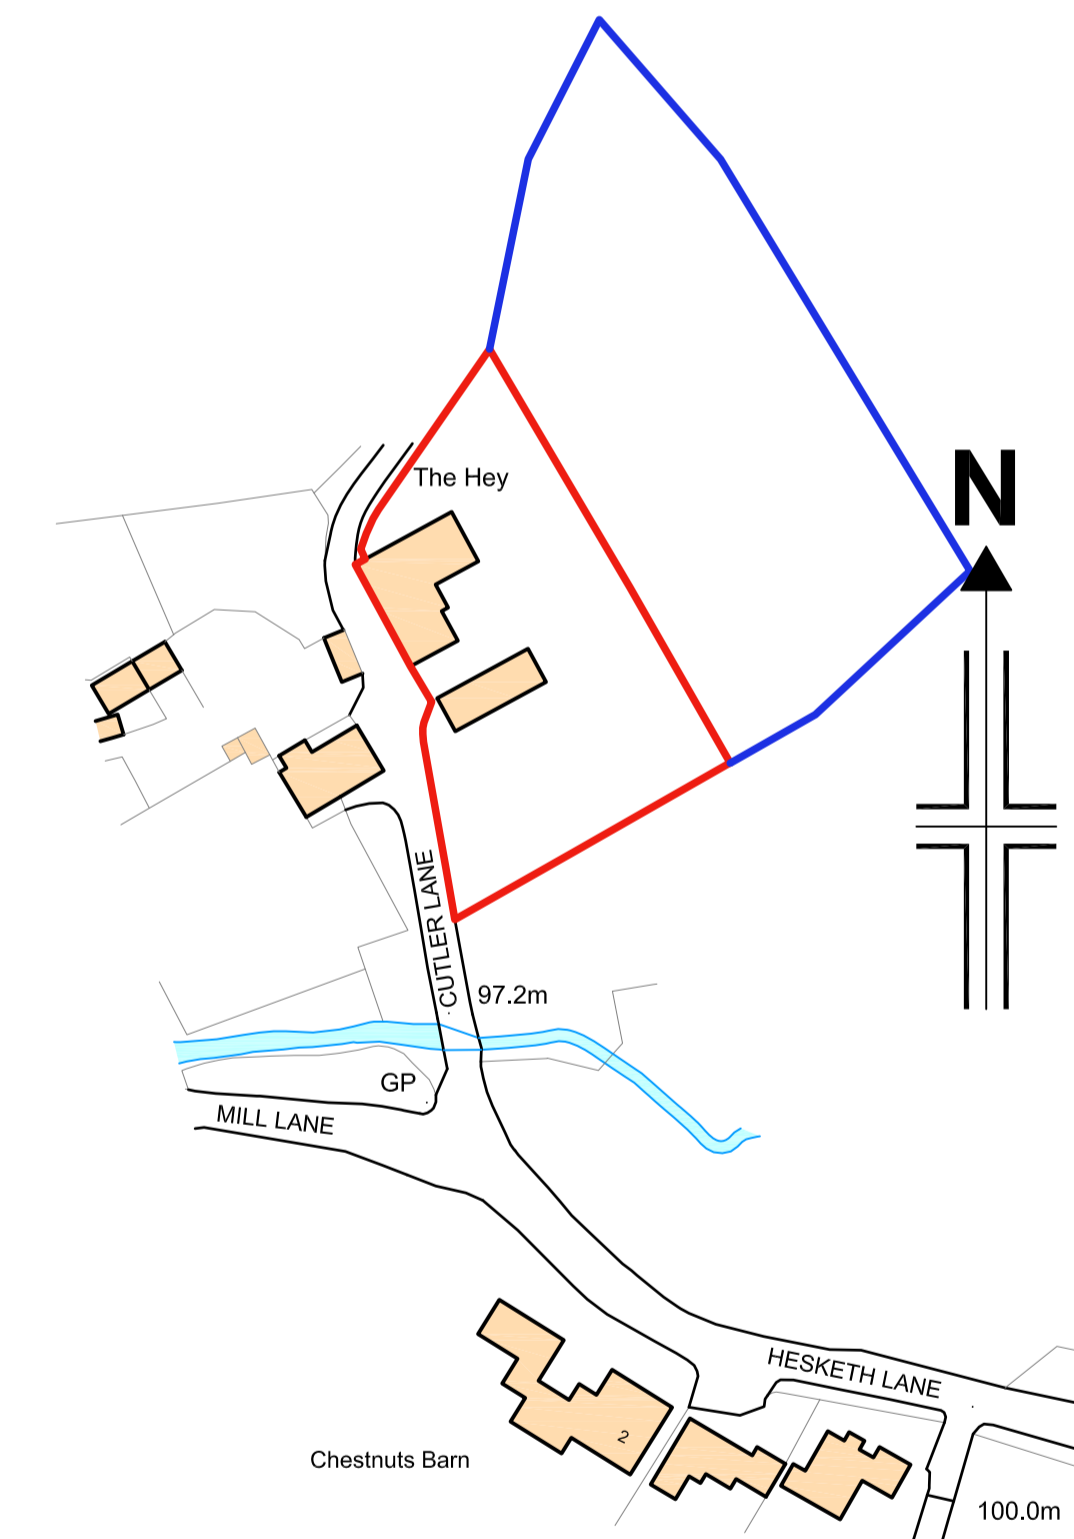 The Hey
N
CUTLER LANE
97.2m
GP
MILL LANE
HESKETH LANE
2
Chestnuts Barn
100.0m